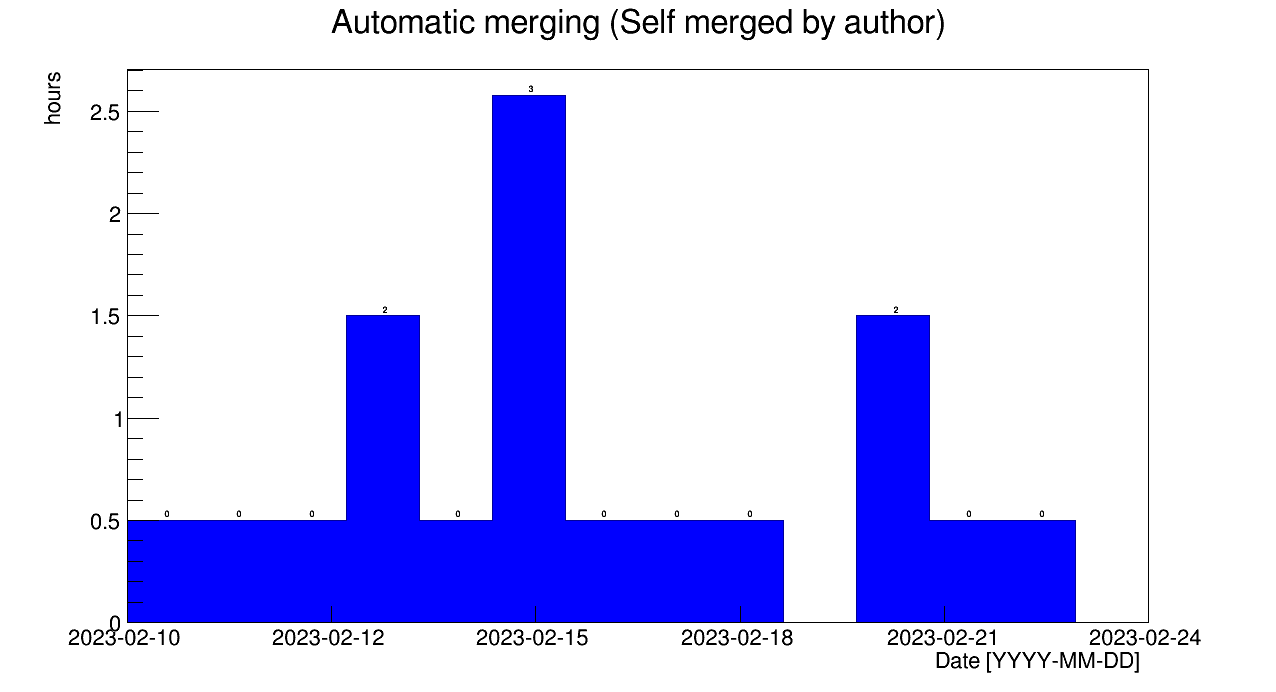 Automatic merging (Self merged by author)
hours
2.5
2
1.5
1
0.5
0
3
2
2
0 0 0 0 0 0 0 0 0
2023-02-10 2023-02-12 2023-02-15 2023-02-18 2023-02-21 2023-02-24
Date [YYYY-MM-DD]